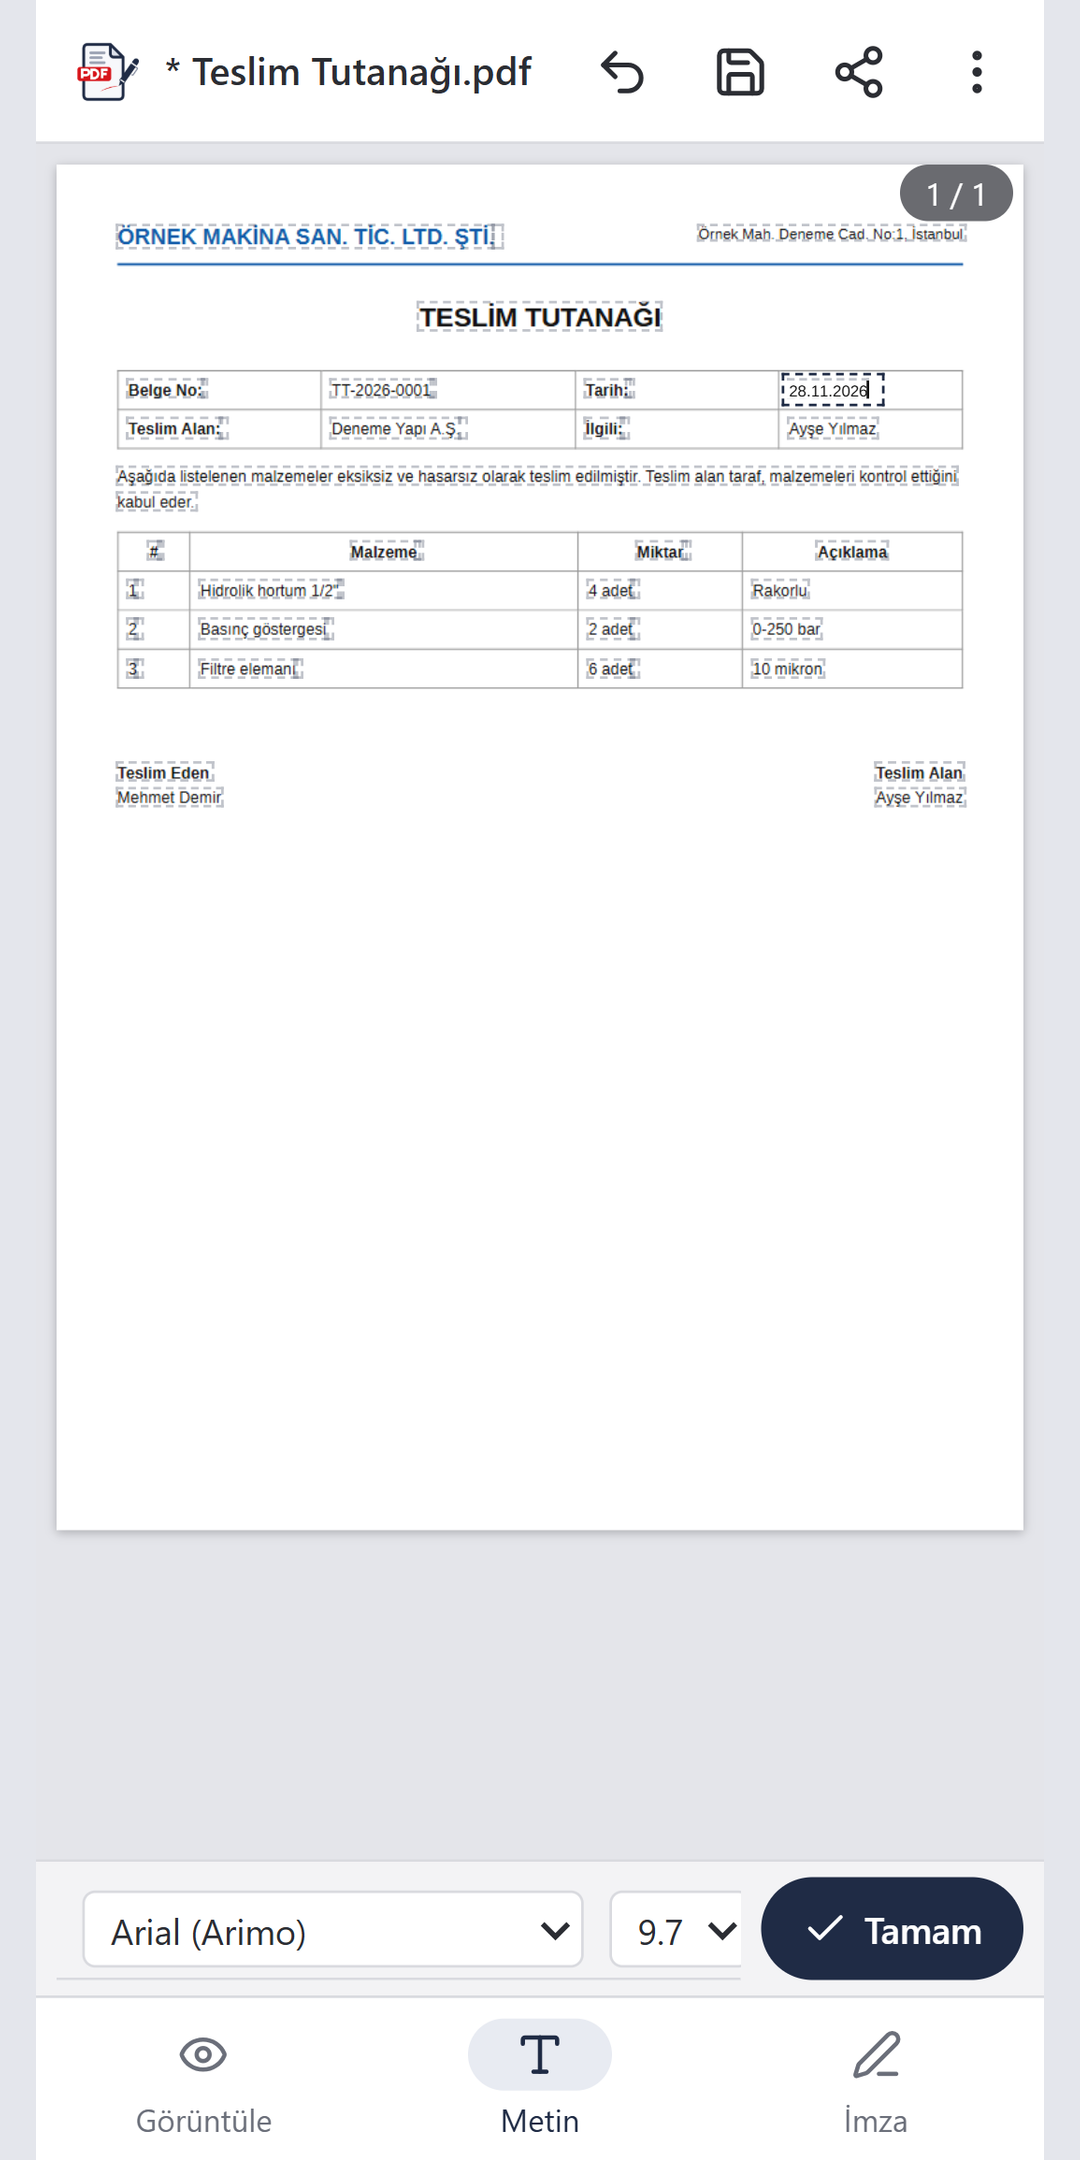 PDF
* Teslim Tutanağı.pdf
1 / 1
ÖRNEK MAKİNA SAN. TİC. LTD. ŞTİ.
Örnek Mah. Deneme Cad. No:1, İstanbul
TESLİM TUTANAĞI
Belge No: TT-2026-0001 Tarih: 28.11.2026
Teslim Alan: Deneme Yapı A.Ş. İlgili: Ayşe Yılmaz
Aşağıda listelenen malzemeler eksiksiz ve hasarsız olarak teslim edilmiştir. Teslim alan taraf, malzemeleri kontrol ettiğini
kabul eder.
# Malzeme Miktar Açıklama
1 Hidrolik hortum 1/2" 4 adet Rakorlu
2 Basınç göstergesi 2 adet 0-250 bar
3 Filtre elemanı 6 adet 10 mikron
Teslim Eden Teslim Alan
Mehmet Demir Ayşe Yılmaz
Arial (Arimo) 9.7 Tamam
Görüntüle Metin İmza